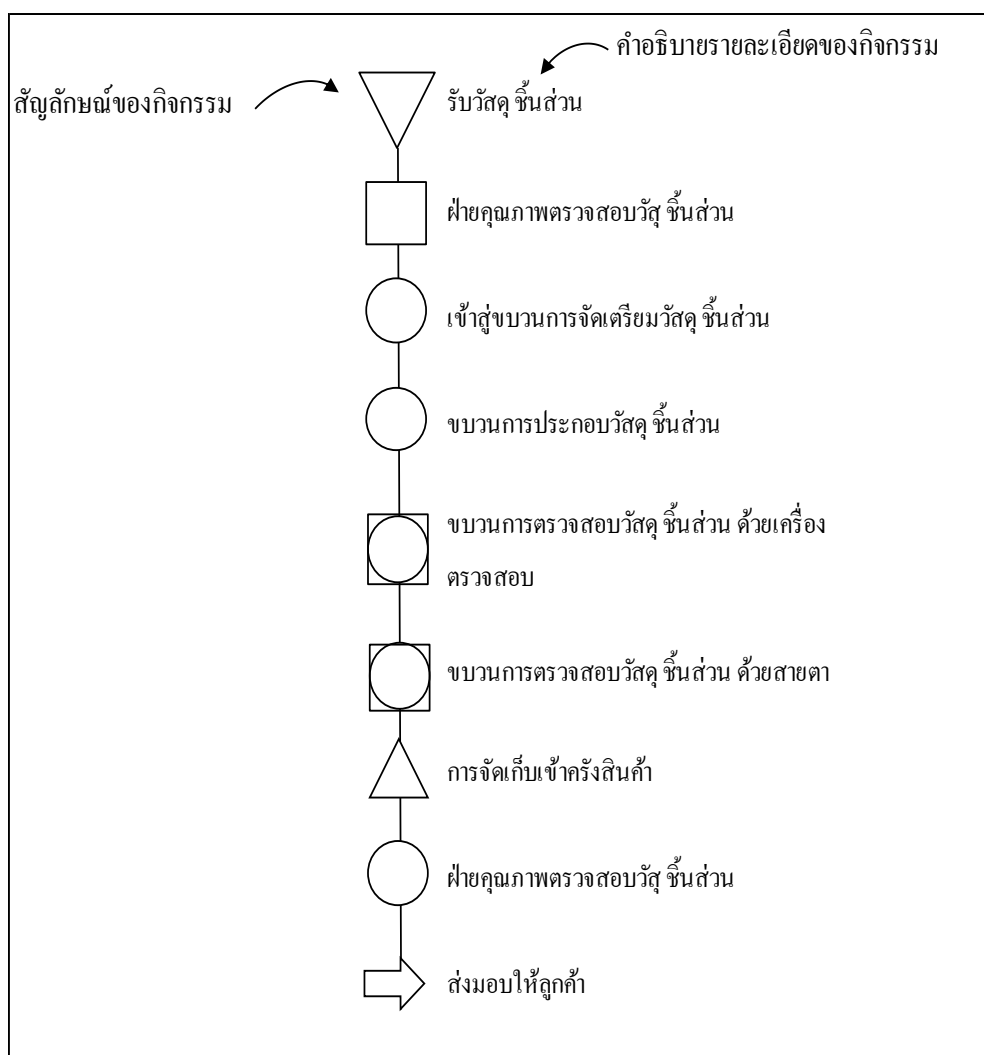 คำอธิบายรายละเอียดของกิจกรรม
สัญลักษณ์ของกิจกรรม
รับวัสดุ ชิ้นส่วน
ฝ่ายคุณภาพตรวจสอบวัสุ ชิ้นส่วน
เข้าสู่ขบวนการจัดเตรียมวัสดุ ชิ้นส่วน
ขบวนการประกอบวัสดุ ชิ้นส่วน
ขบวนการตรวจสอบวัสดุ ชิ้นส่วน ด้วยเครื่อง
ตรวจสอบ
ขบวนการตรวจสอบวัสดุ ชิ้นส่วน ด้วยสายตา
การจัดเก็บเข้าครังสินค้า
ฝ่ายคุณภาพตรวจสอบวัสุ ชิ้นส่วน
ส่งมอบให้ลูกค้า